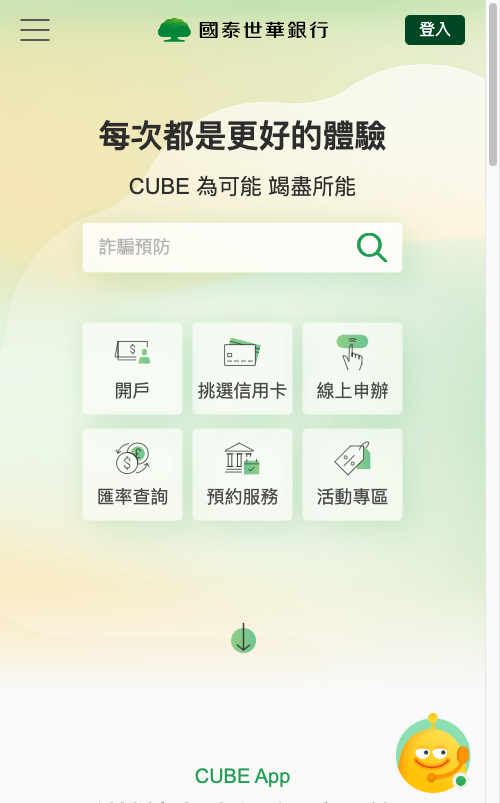 國泰世華銀行
登入
每次都是更好的體驗
CUBE 為可能 竭盡所能
詐騙預防
開戶
挑選信用卡
線上申辦
匯率查詢
預約服務
活動專區
CUBE App